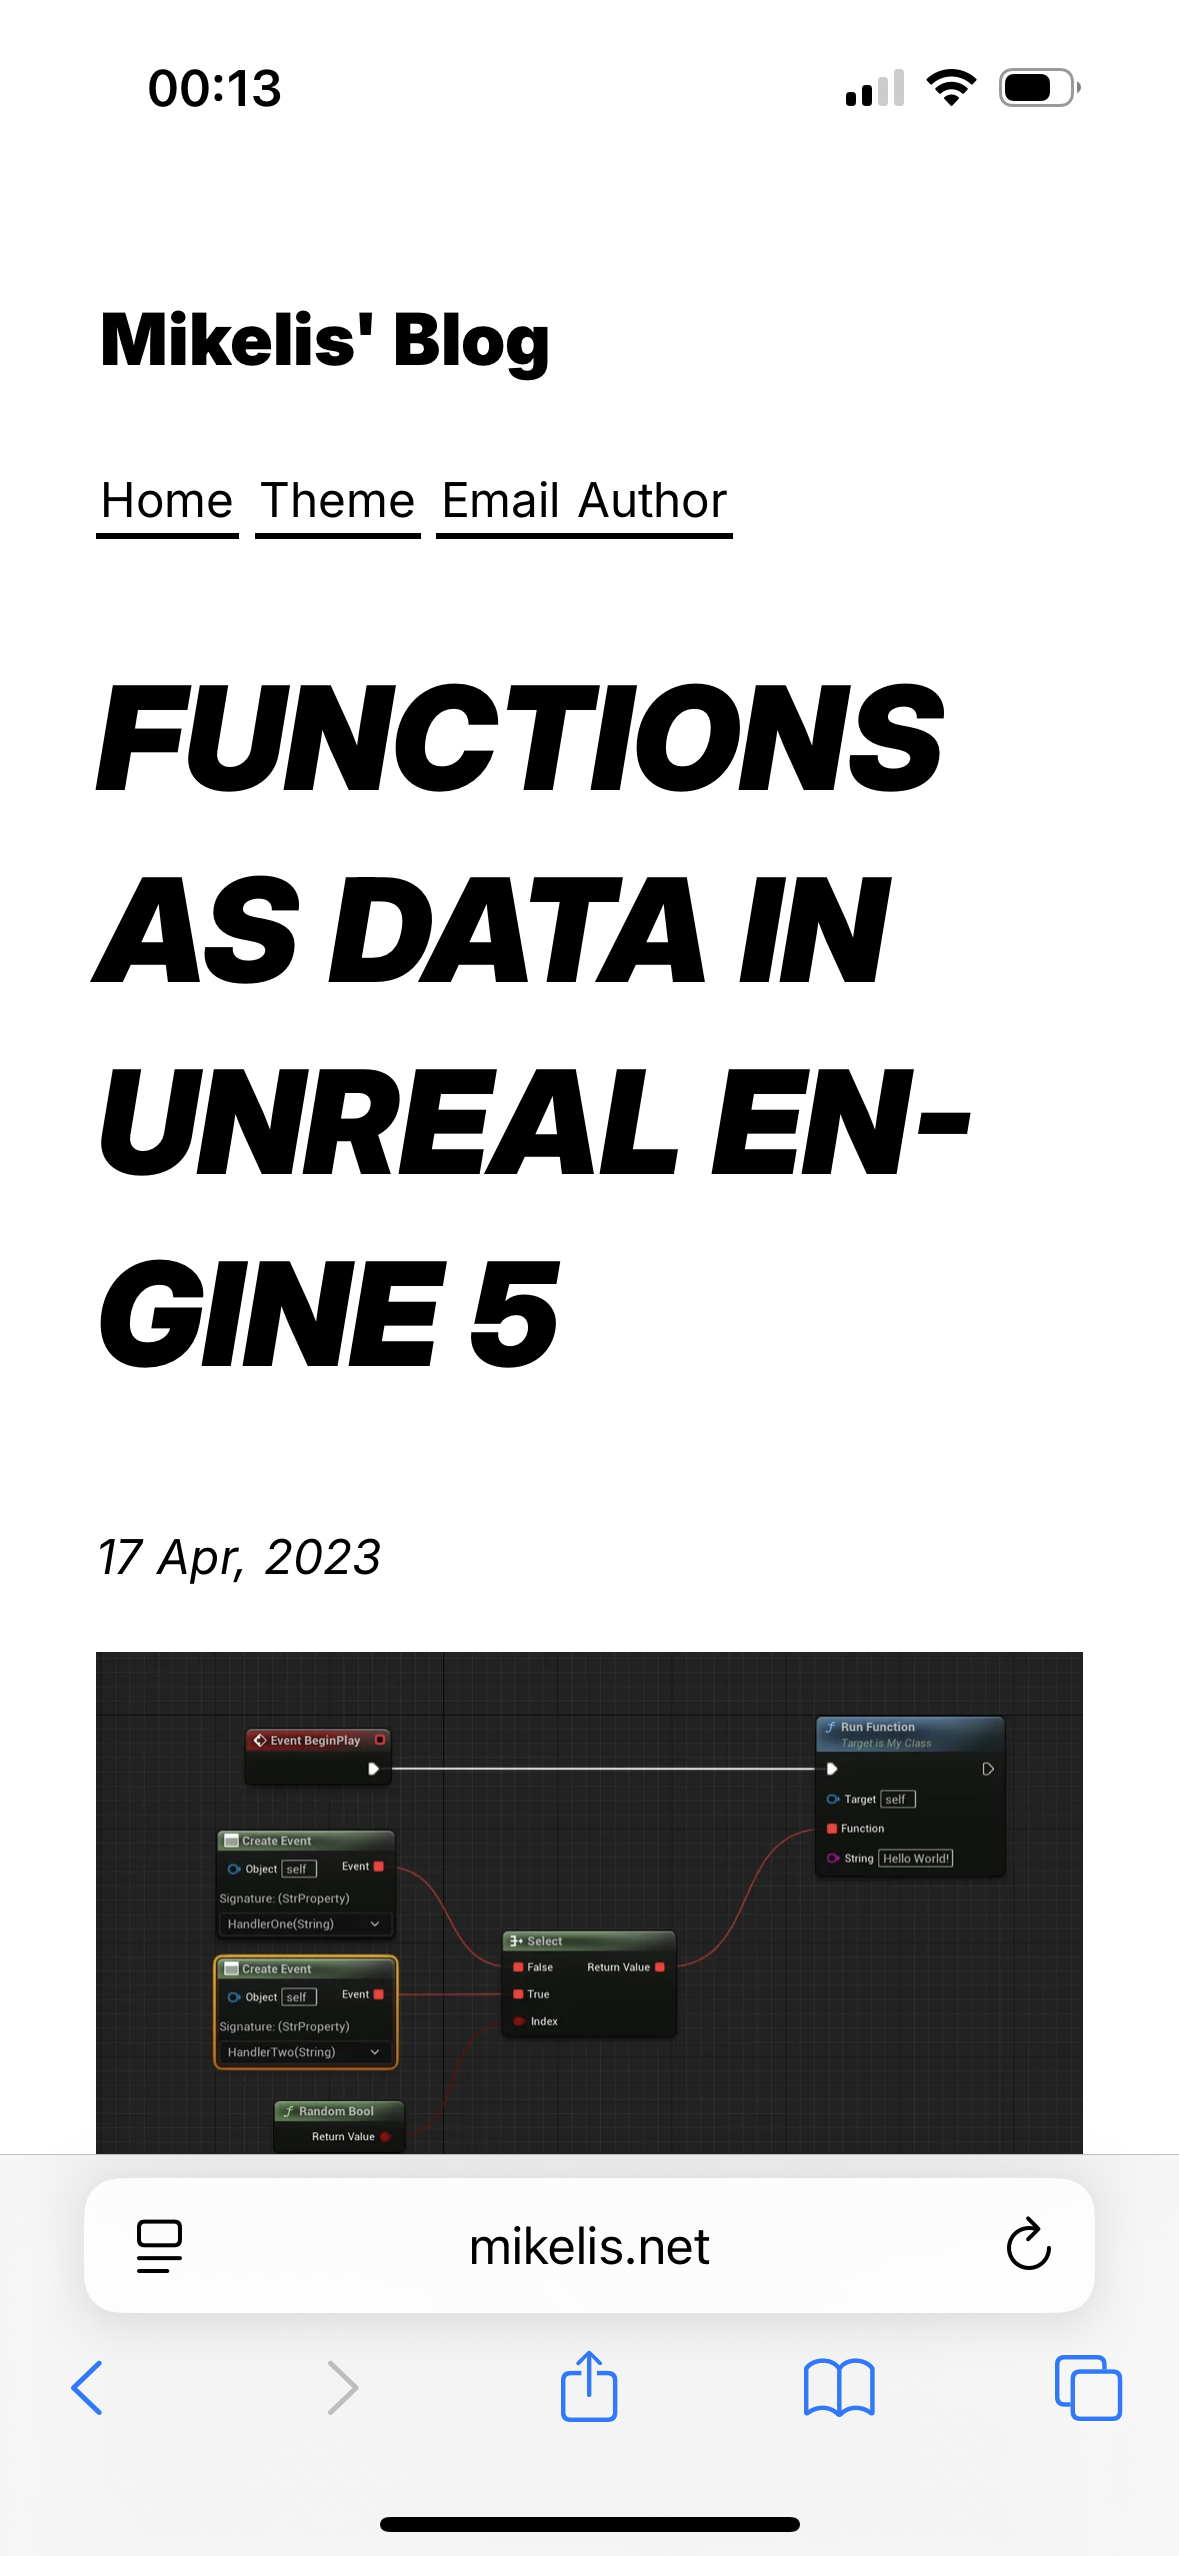 00:13
Mikelis' Blog
Home Theme Email Author
FUNCTIONS
AS DATA IN
UNREAL EN-
GINE 5
17 Apr, 2023
Event BeginPlay
Run Function
Target is My Class
Target self
Function
String Hello World!
Create Event
Object self Event
Signature: (StrProperty)
HandlerOne(String)
Select
False Return Value
True
Index
Create Event
Object self Event
Signature: (StrProperty)
HandlerTwo(String)
Random Bool
Return Value
mikelis.net